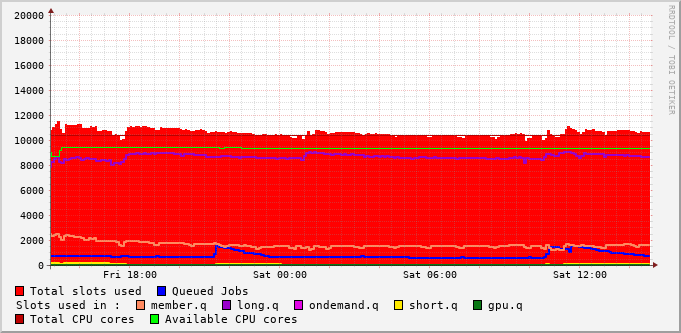 RRDTOOL / TOBI OETIKER
20000
18000
16000
14000
12000
10000
8000
6000
4000
2000
0
Fri 18:00 Sat 00:00 Sat 06:00 Sat 12:00
Total slots used Queued Jobs
Slots used in : member.q long.q ondemand.q short.q gpu.q
Total CPU cores Available CPU cores